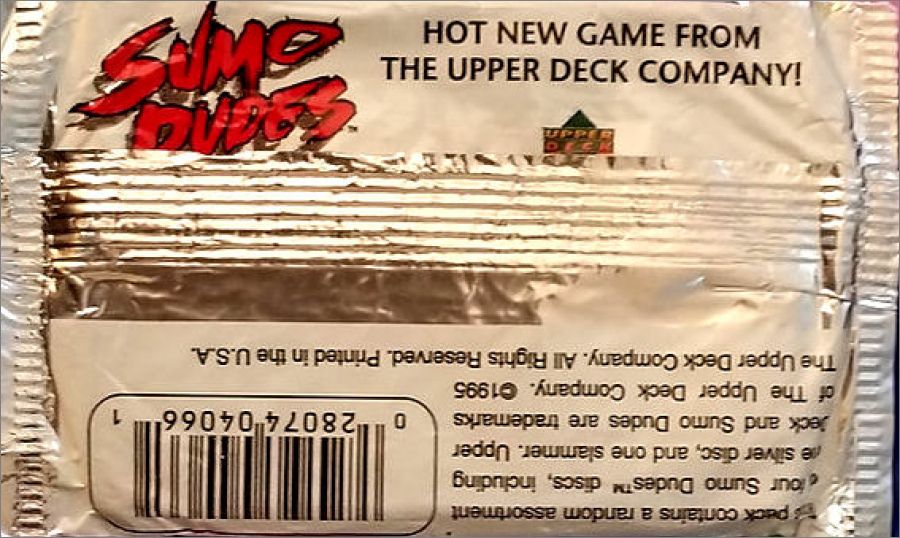 SUMO
DUDES™
HOT NEW GAME FROM
THE UPPER DECK COMPANY!
UPPER
DECK
pack contains a random assortment
four Sumo Dudes™ discs, including
silver disc, and one slammer. Upper
Deck and Sumo Dudes are trademarks
of The Upper Deck Company. ©1995
The Upper Deck Company. All Rights Reserved. Printed in the U.S.A.
0 28074 04066 1